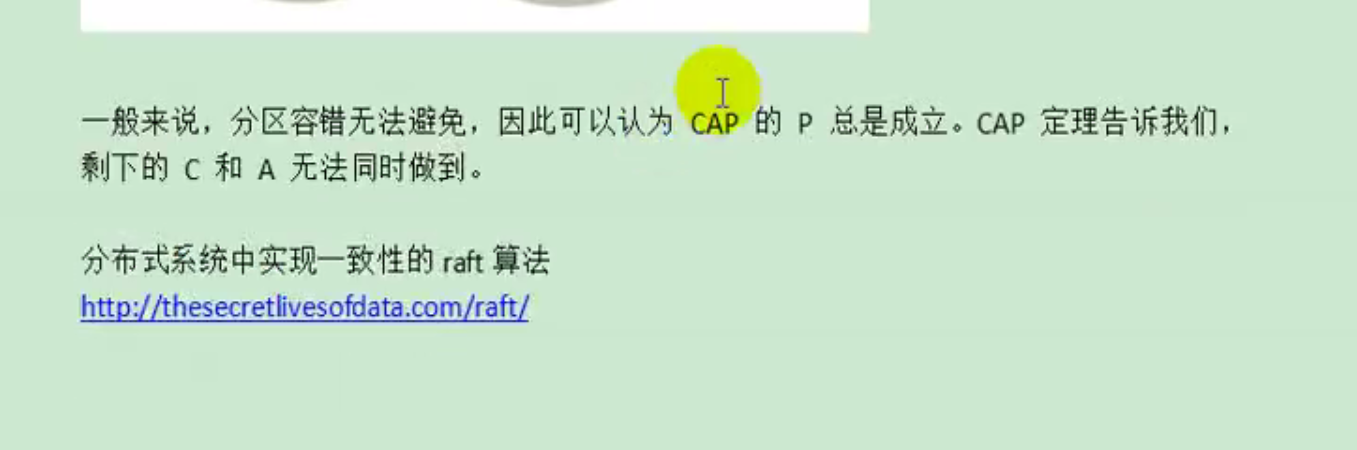 一般来说，分区容错无法避免，因此可以认为 CAP 的 P 总是成立。CAP 定理告诉我们，
剩下的 C 和 A 无法同时做到。
分布式系统中实现一致性的 raft 算法
http://thesecretlivesofdata.com/raft/